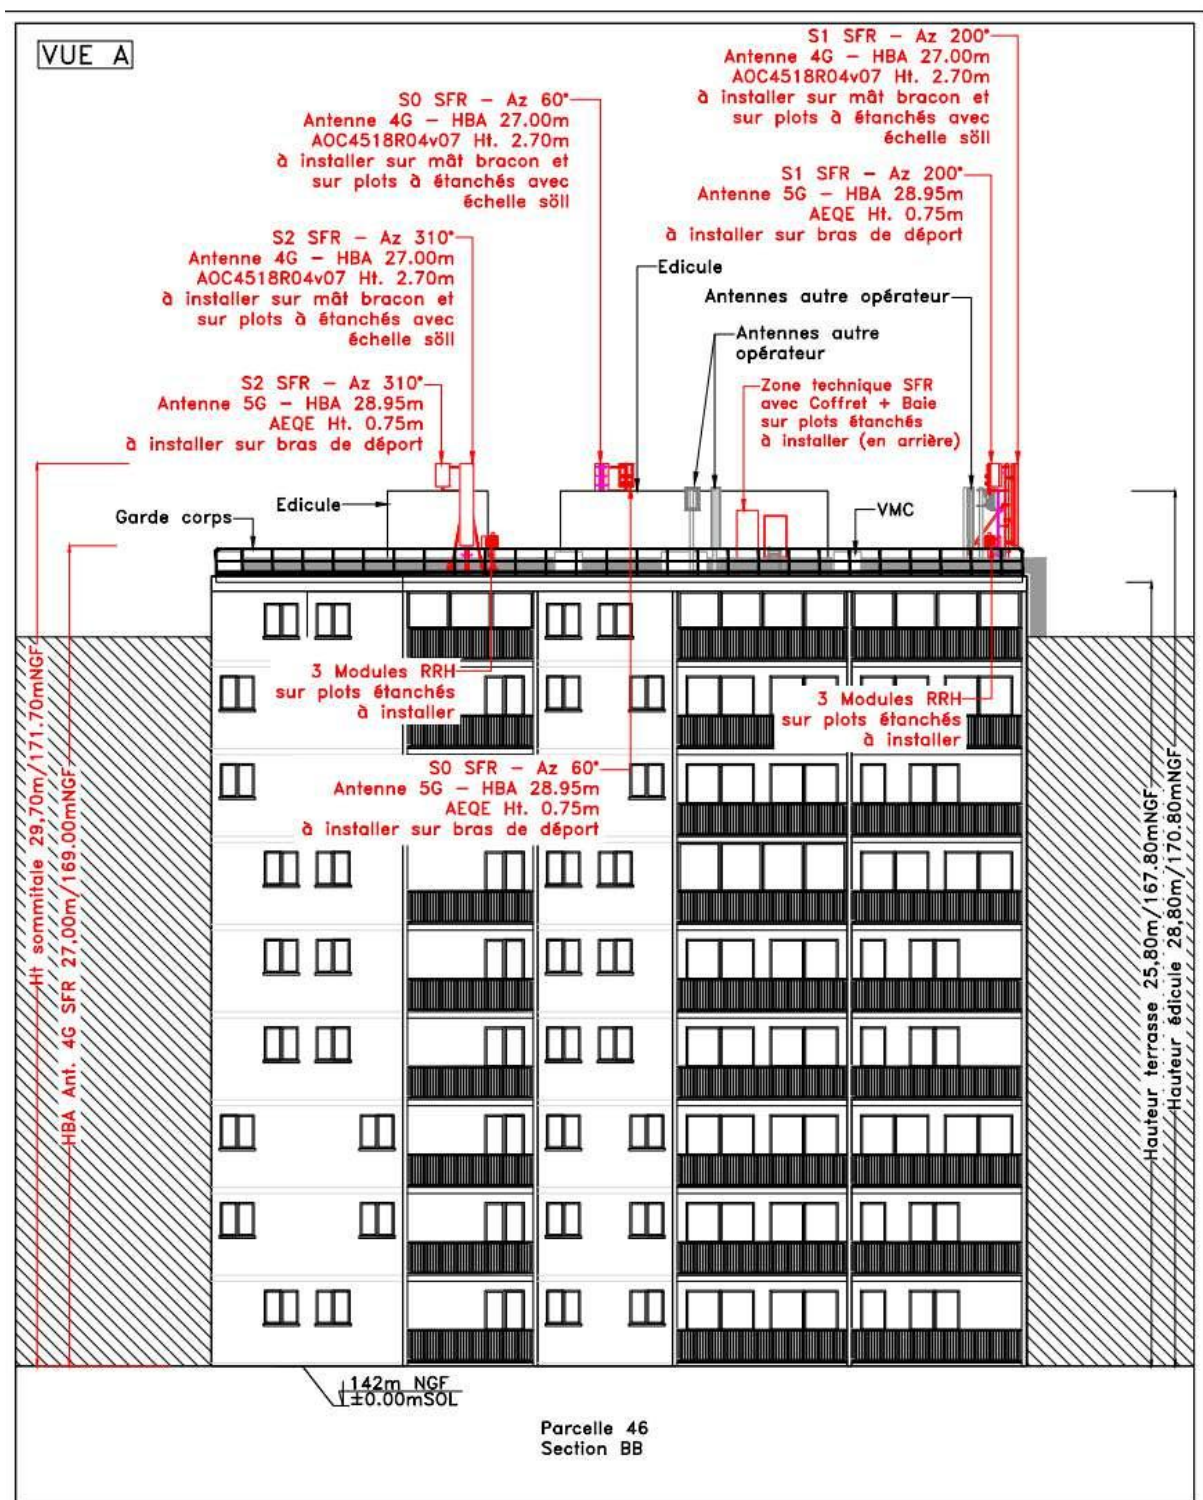 VUE A
S1 SFR – Az 200°
Antenne 4G – HBA 27.00m
AOC4518R04v07 Ht. 2.70m
à installer sur mât bracon et
sur plots à étanchés avec
échelle söll
S0 SFR – Az 60°
Antenne 4G – HBA 27.00m
AOC4518R04v07 Ht. 2.70m
à installer sur mât bracon et
sur plots à étanchés avec
échelle söll
S1 SFR – Az 200°
Antenne 5G – HBA 28.95m
AEQE Ht. 0.75m
à installer sur bras de déport
S2 SFR – Az 310°
Antenne 4G – HBA 27.00m
AOC4518R04v07 Ht. 2.70m
à installer sur mât bracon et
sur plots à étanchés avec
échelle söll
Edicule
Antennes autre opérateur
Antennes autre
opérateur
S2 SFR – Az 310°
Antenne 5G – HBA 28.95m
AEQE Ht. 0.75m
à installer sur bras de déport
Zone technique SFR
avec Coffret + Baie
sur plots étanchés
à installer (en arrière)
Edicule
Garde corps
VMC
3 Modules RRH
sur plots étanchés
à installer
3 Modules RRH
sur plots étanchés
à installer
S0 SFR – Az 60°
Antenne 5G – HBA 28.95m
AEQE Ht. 0.75m
à installer sur bras de déport
Ht sommitale 29,70m/171.70mNGF
HBA Ant. 4G SFR 27,00m/169.00mNGF
Hauteur terrasse 25,80m/167.80mNGF
Hauteur édicule 28,80m/170.80mNGF
142m NGF
±0.00mSOL
Parcelle 46
Section BB